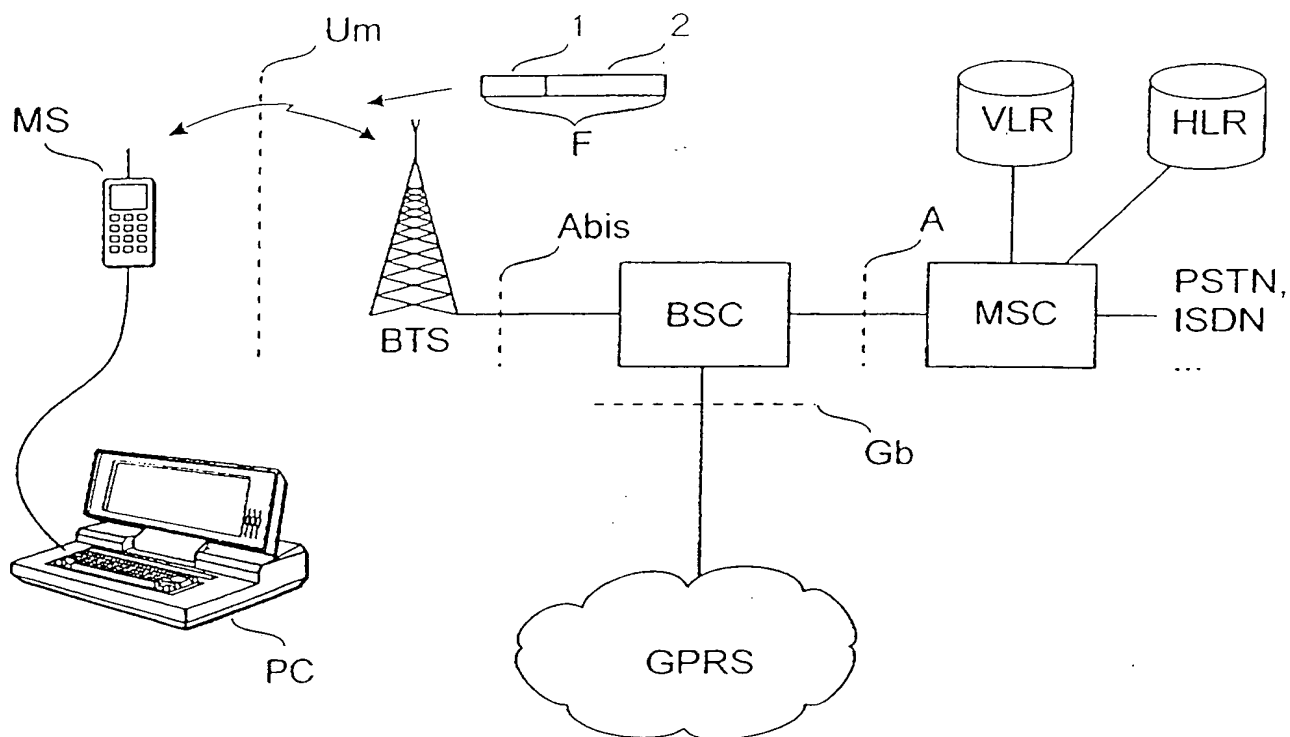 Um
1
2
F
MS
VLR
HLR
Abis
A
BTS
BSC
MSC
PSTN,
ISDN
...
Gb
PC
GPRS